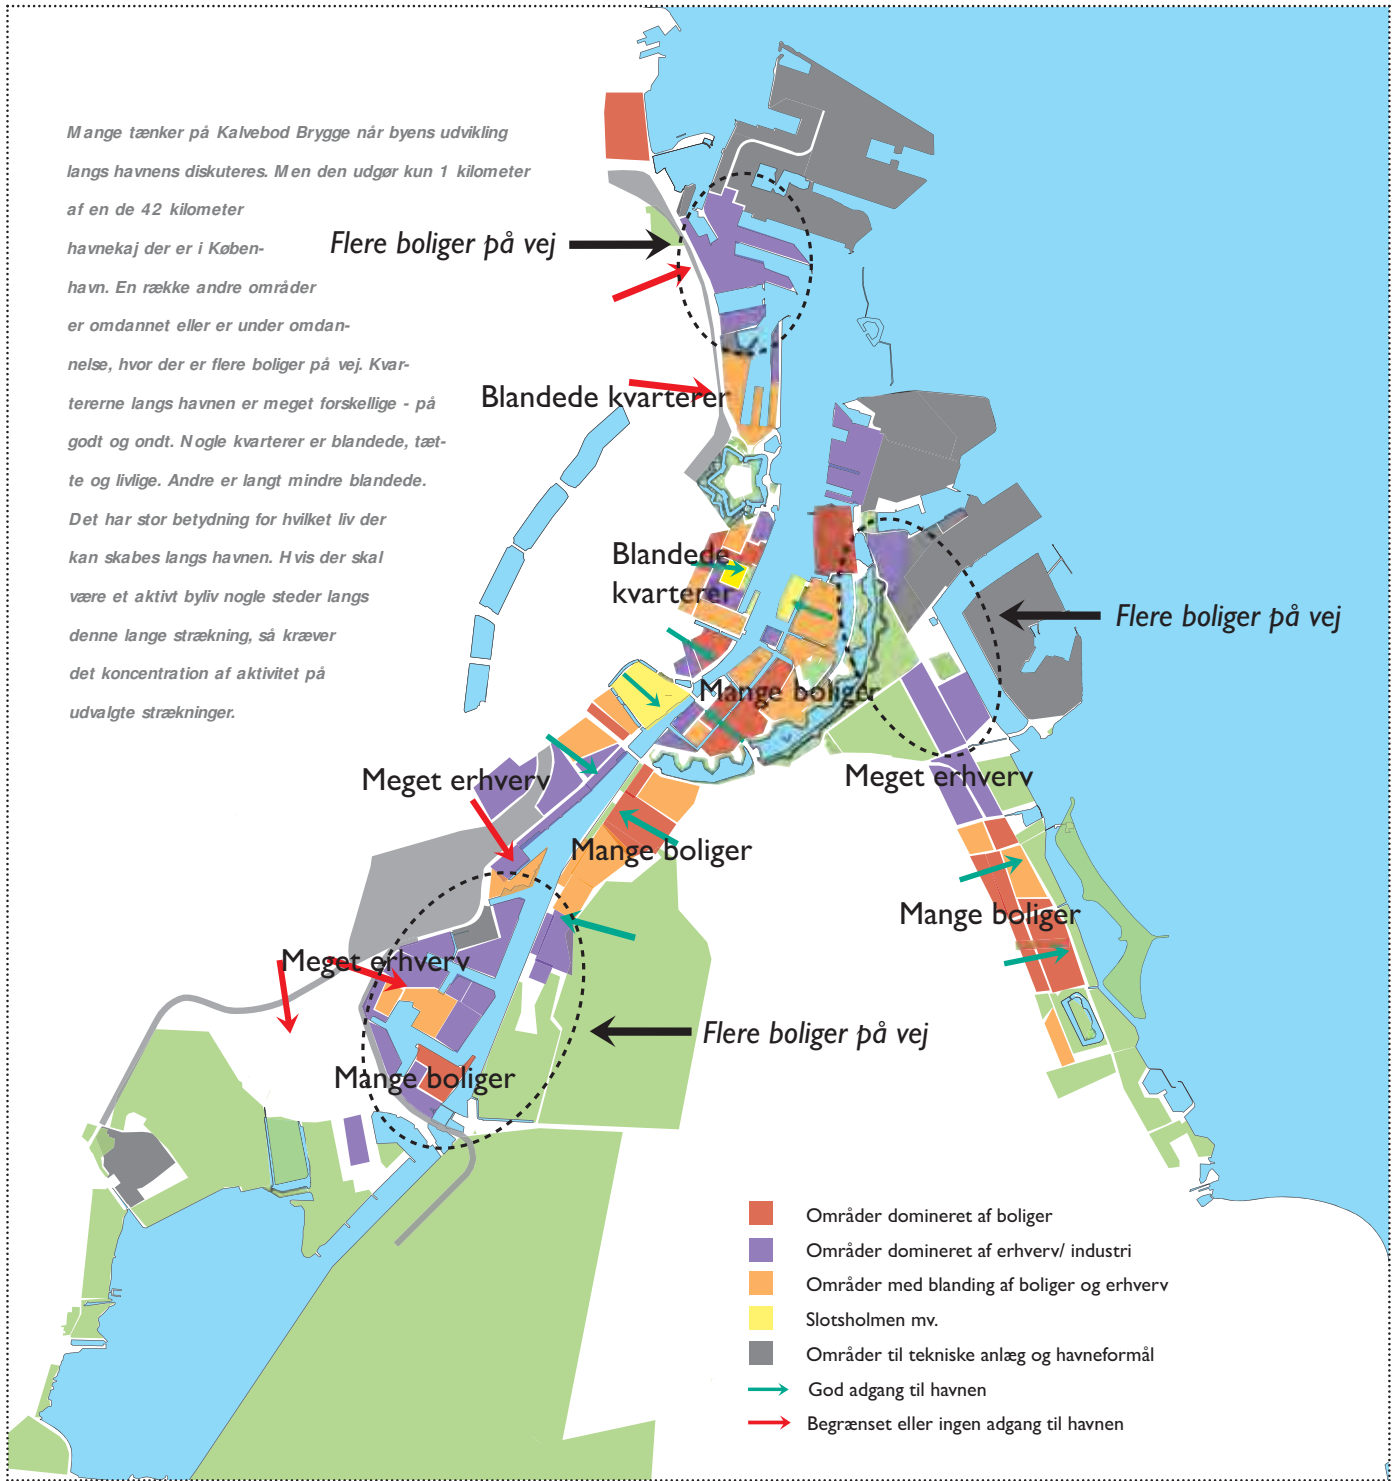 Mange tænker på Kalvebod Brygge når byens udvikling
langs havnens diskuteres. Men den udgør kun 1 kilometer
af en de 42 kilometer
havnekaj der er i Køben-
havn. En række andre områder
er omdannet eller er under omdan-
nelse, hvor der er flere boliger på vej. Kvar-
tererne langs havnen er meget forskellige - på
godt og ondt. Nogle kvarterer er blandede, tæt-
te og livlige. Andre er langt mindre blandede.
Det har stor betydning for hvilket liv der
kan skabes langs havnen. Hvis der skal
være et aktivt byliv nogle steder langs
denne lange strækning, så kræver
det koncentration af aktivitet på
udvalgte strækninger.
Flere boliger på vej
Blandede kvarterer
Blandede
kvarterer
Flere boliger på vej
Mange boliger
Meget erhverv
Meget erhverv
Mange boliger
Mange boliger
Meget erhverv
Flere boliger på vej
Mange boliger
Områder domineret af boliger
Områder domineret af erhverv/ industri
Områder med blanding af boliger og erhverv
Slotsholmen mv.
Områder til tekniske anlæg og havneformål
God adgang til havnen
Begrænset eller ingen adgang til havnen